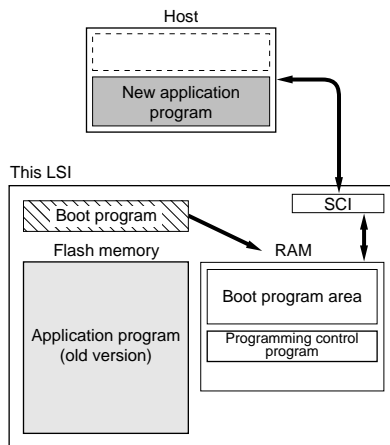 Host
New application
program
This LSI
SCI
Boot program
Flash memory
RAM
Application program
(old version)
Boot program area
Programming control
program